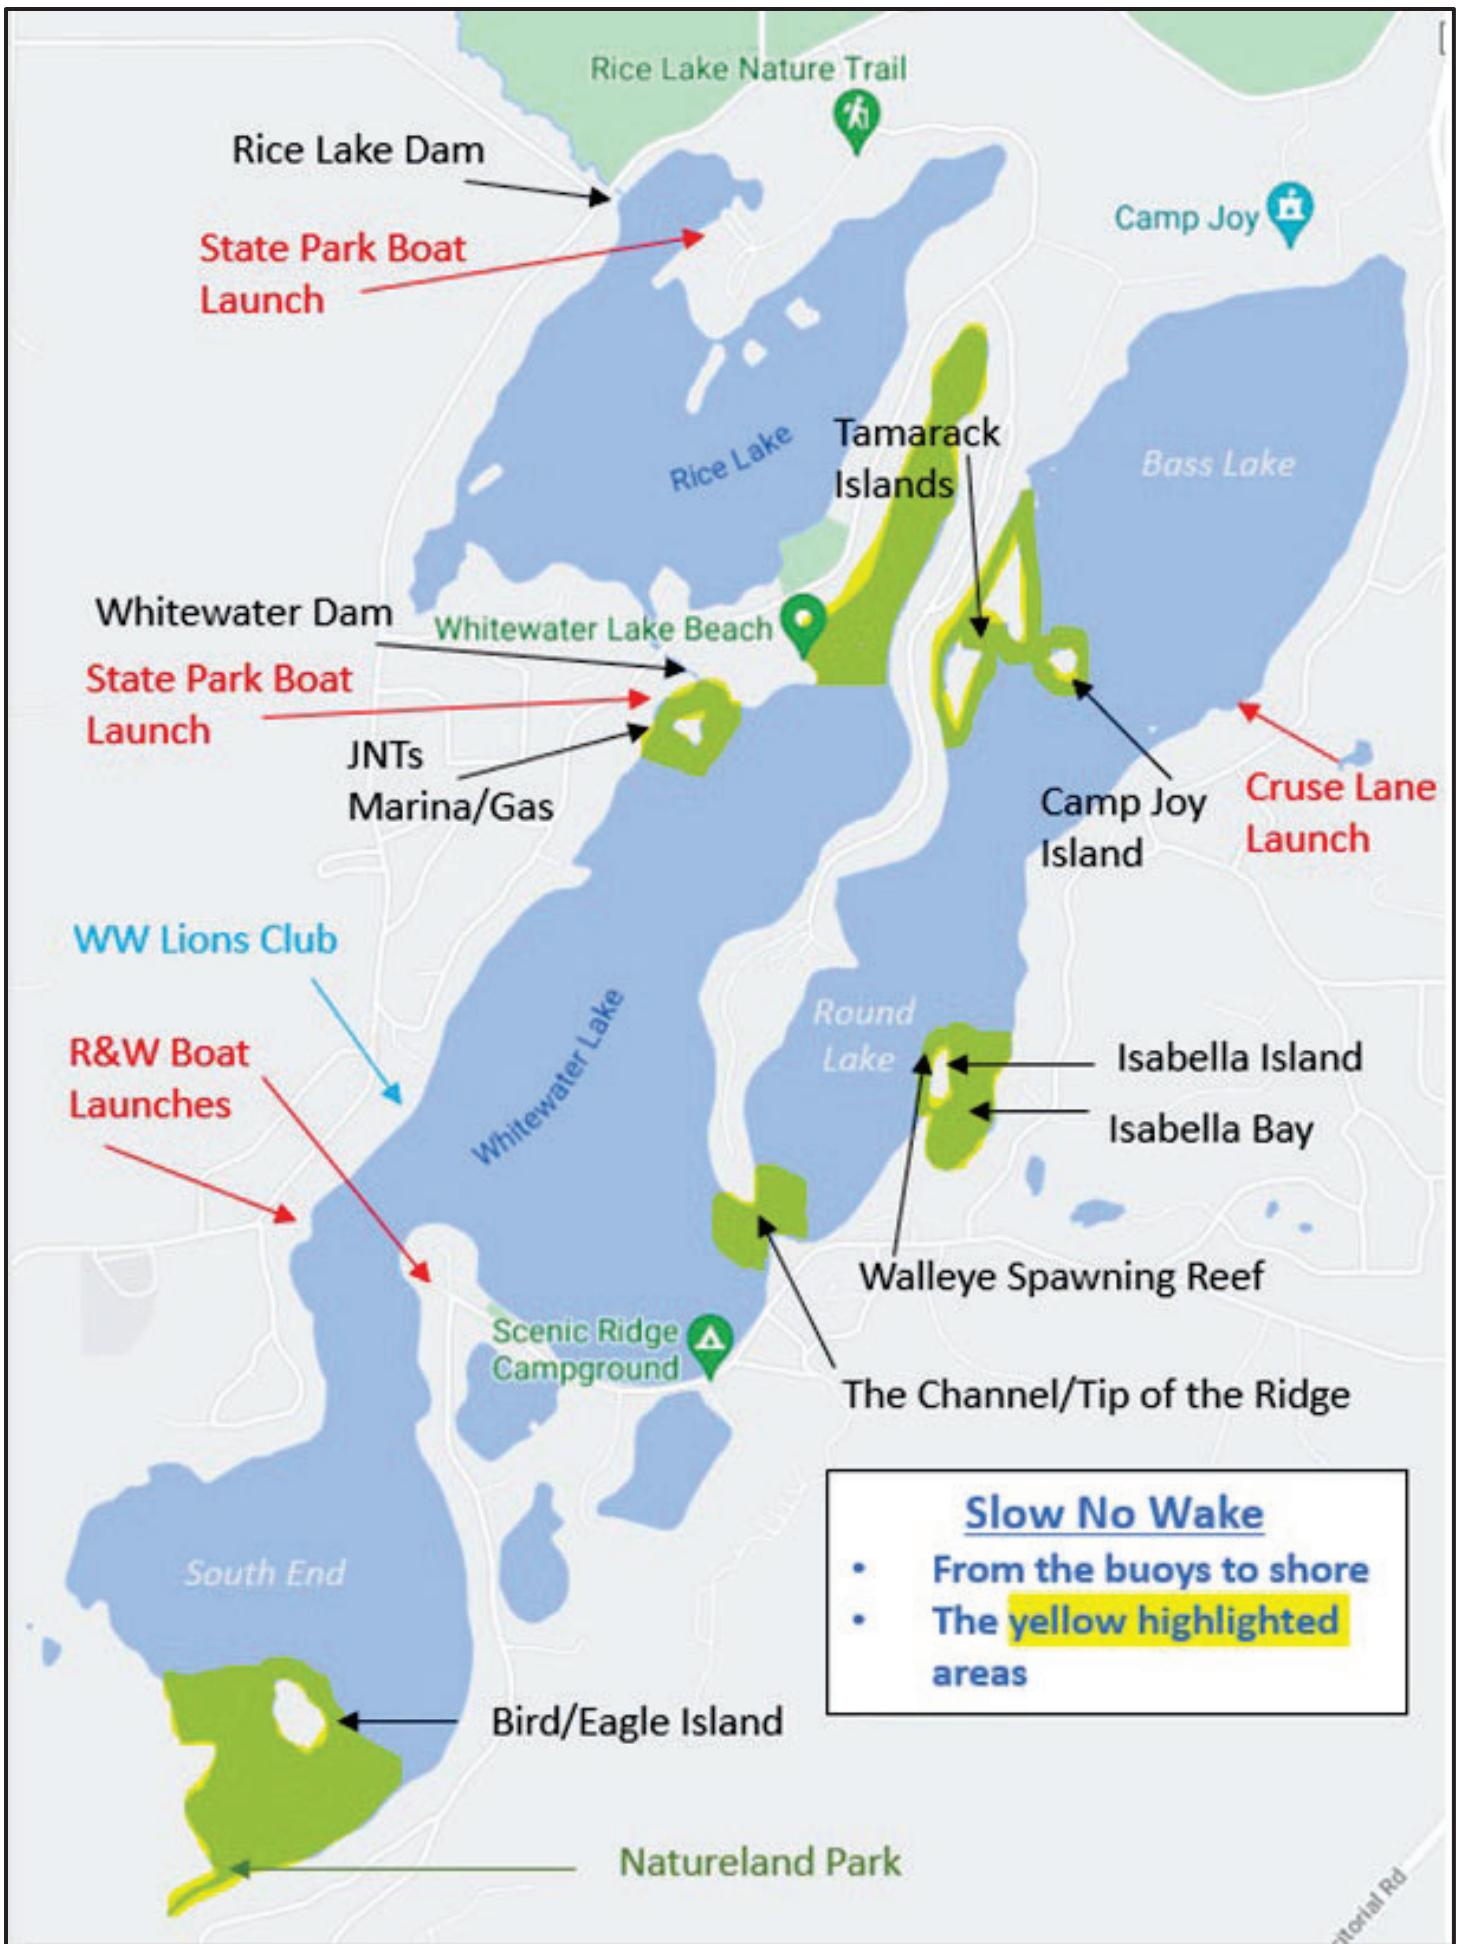 Rice Lake Nature Trail
Rice Lake Dam
State Park Boat
Launch
Camp Joy
Rice Lake
Tamarack
Islands
Bass Lake
Whitewater Dam
Whitewater Lake Beach
State Park Boat
Launch
JNTs
Marina/Gas
Camp Joy
Island
Cruse Lane
Launch
WW Lions Club
Whitewater Lake
Round
Lake
R&W Boat
Launches
Isabella Island
Isabella Bay
Walleye Spawning Reef
Scenic Ridge
Campground
The Channel/Tip of the Ridge
Slow No Wake
• From the buoys to shore
• The yellow highlighted
areas
South End
Bird/Eagle Island
Natureland Park
itorial Rd